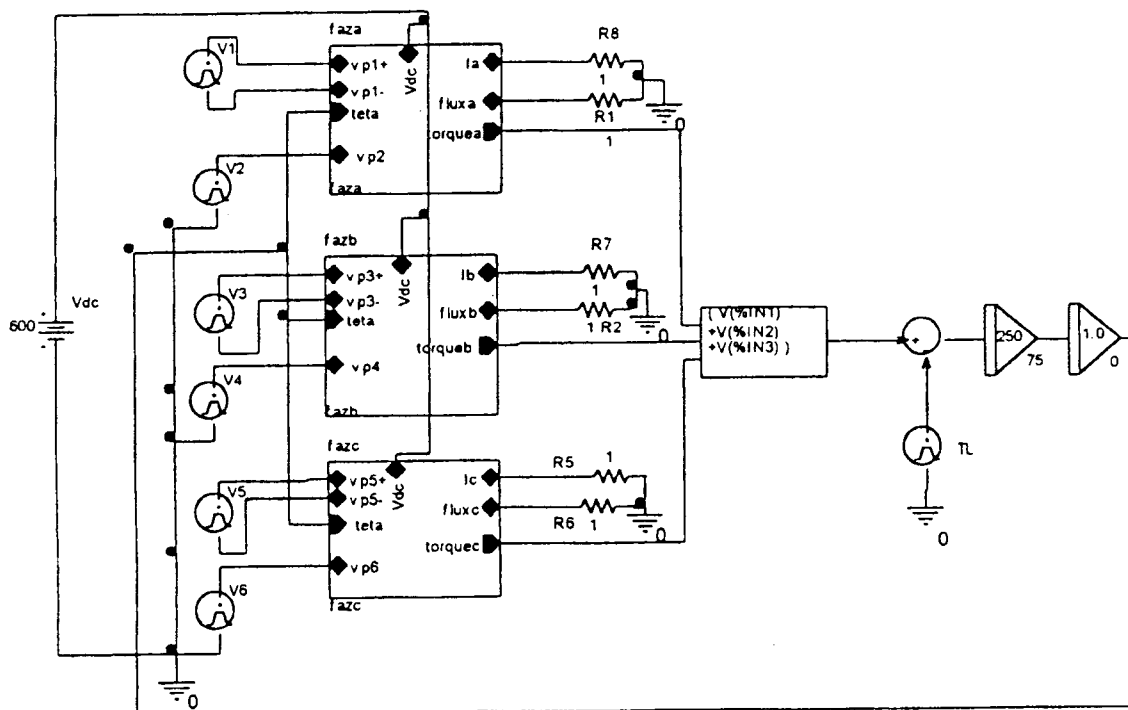 faza
V1
vp1+
vp1-
teta
vp2
Vdc
Ia
fluxa
torquea
R8
1
R1
1
0
V2
faza
fazb
V3
vp3+
vp3-
teta
vp4
Vdc
Ib
fluxb
torqueb
R7
1
1 R2
0
V4
fazb
600
Vdc
( V(%IN1)
+V(%IN2)
+V(%IN3) )
+
-
250
75
1.0
0
TL
0
fazc
V5
vp5+
vp5-
teta
vp6
Vdc
Ic
fluxc
torquec
R5
1
R6
1
0
V6
fazc
0